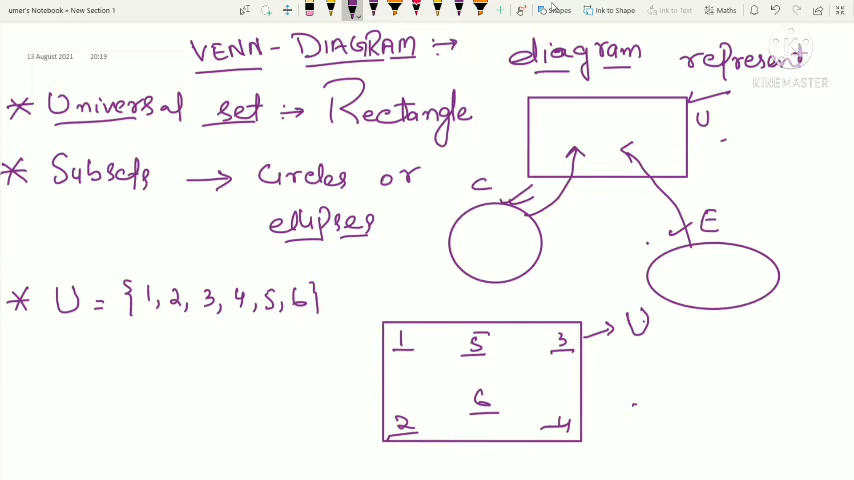 umer's Notebook » New Section 1
Shapes Ink to Shape Ink to Text Maths
13 August 2021 20:19
VENN - DIAGRAM :→ diagram represent
KINEMASTER
* Universal set :→ Rectangle
U
* Subsets → Circles or
ellipses
C
E
* U = {1, 2, 3, 4, 5, 6}
1 5 3 → U
6
2 4